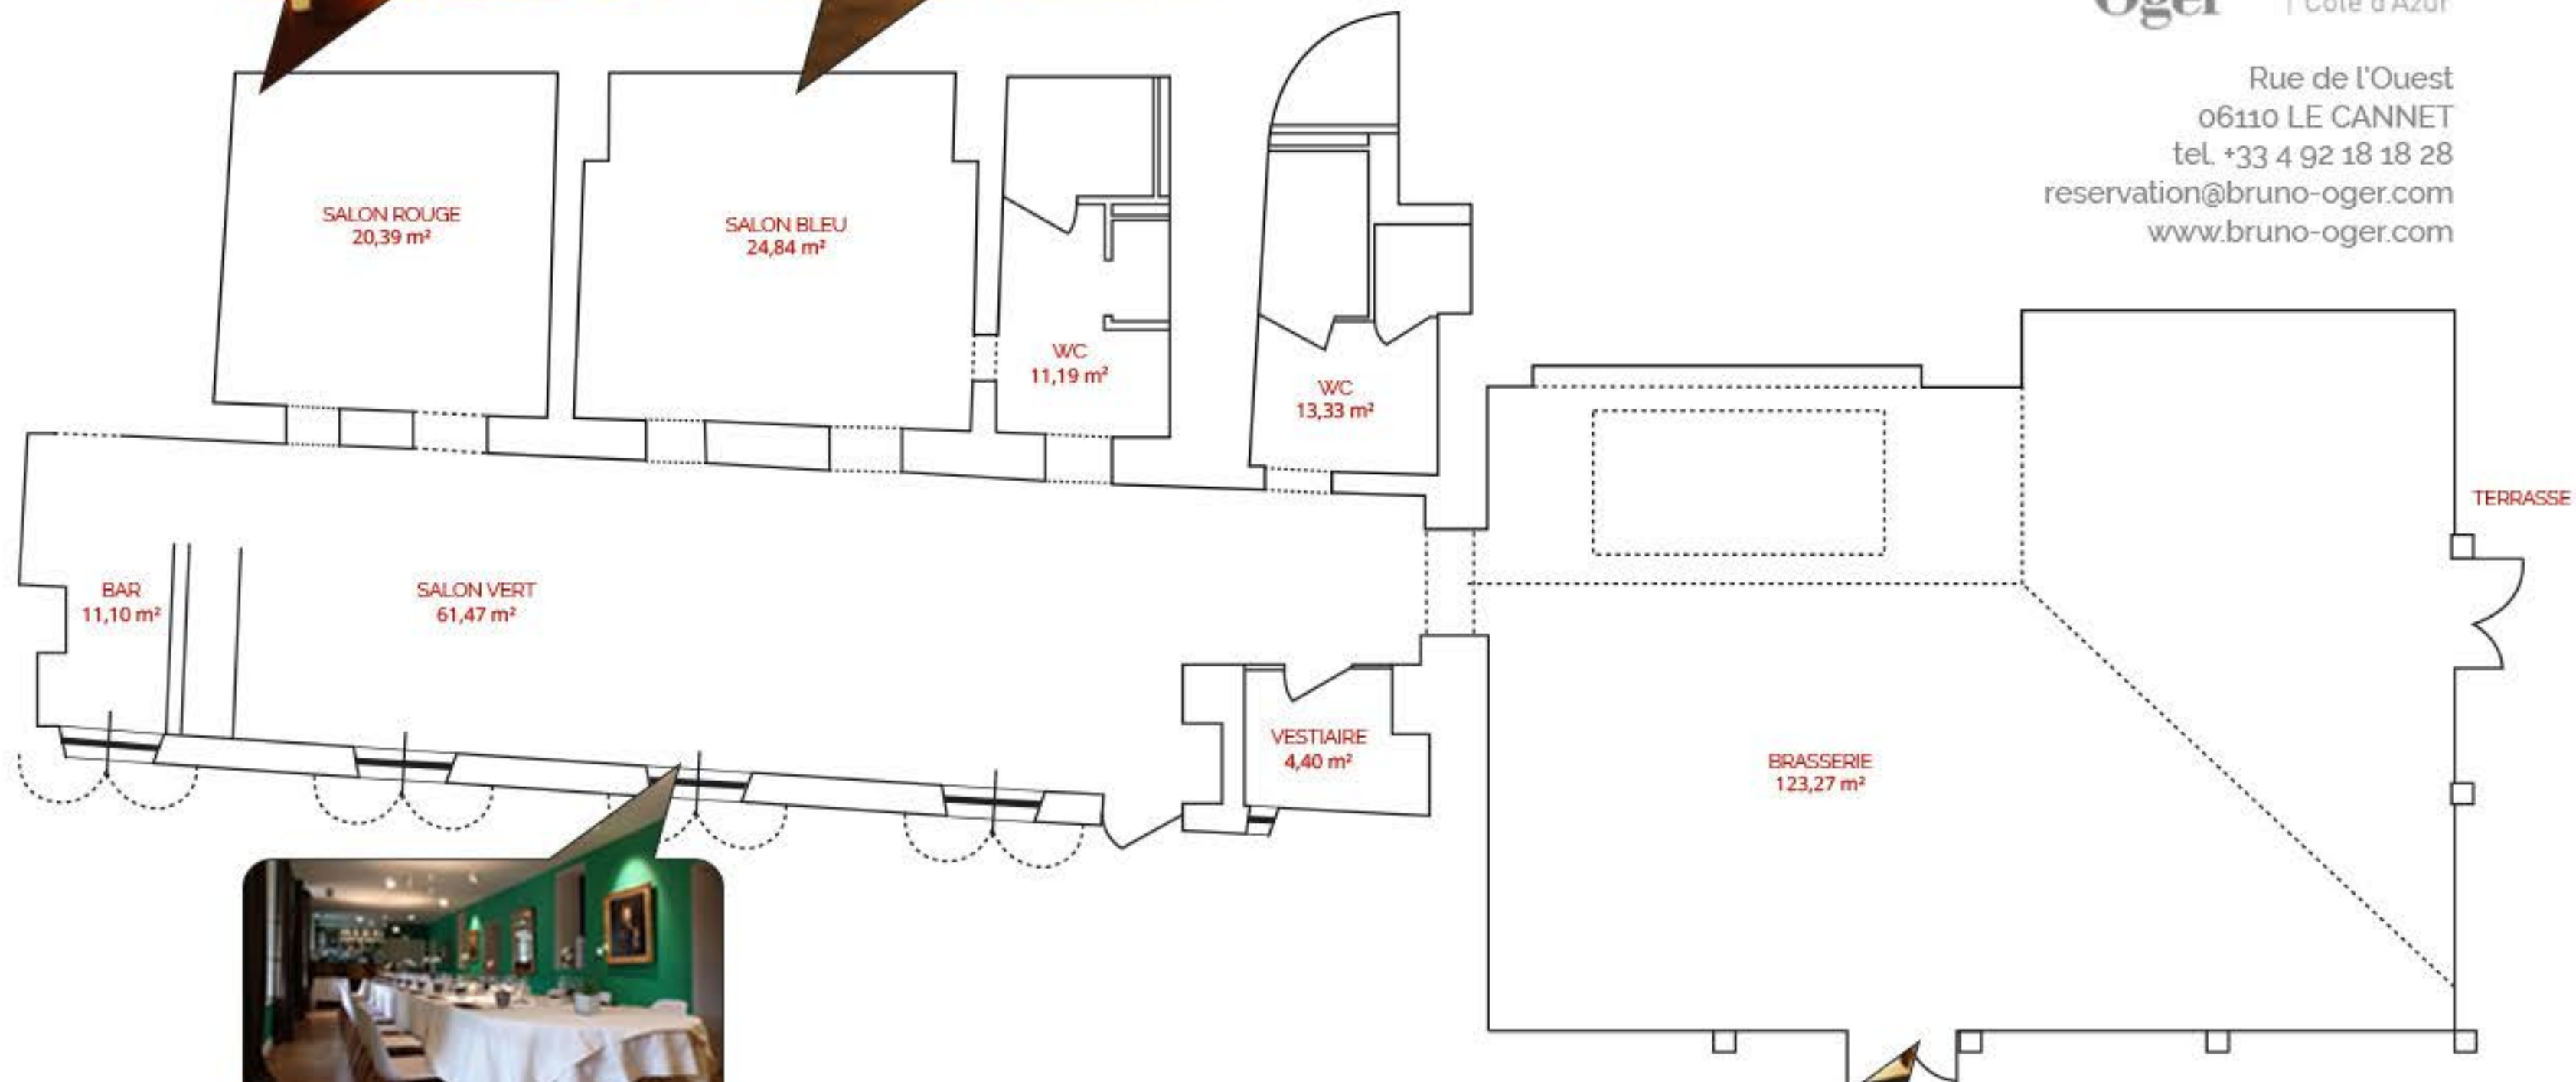 Oger
| Côte d'Azur
Rue de l'Ouest
06110 LE CANNET
tel. +33 4 92 18 18 28
reservation@bruno-oger.com
www.bruno-oger.com
SALON ROUGE
20,39 m²
SALON BLEU
24,84 m²
WC
11,19 m²
WC
13,33 m²
TERRASSE
BAR
11,10 m²
SALON VERT
61,47 m²
VESTIAIRE
4,40 m²
BRASSERIE
123,27 m²